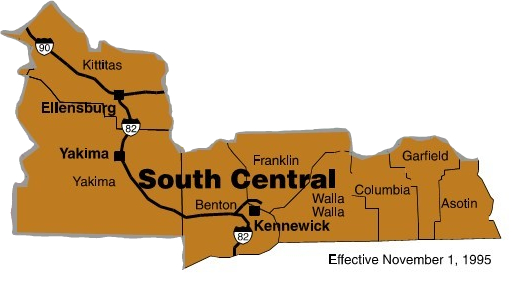 90
Kittitas
Ellensburg
82
Yakima
Franklin
Garfield
Yakima
South Central
Columbia
Walla
Walla
Benton
Asotin
Kennewick
82
Effective November 1, 1995